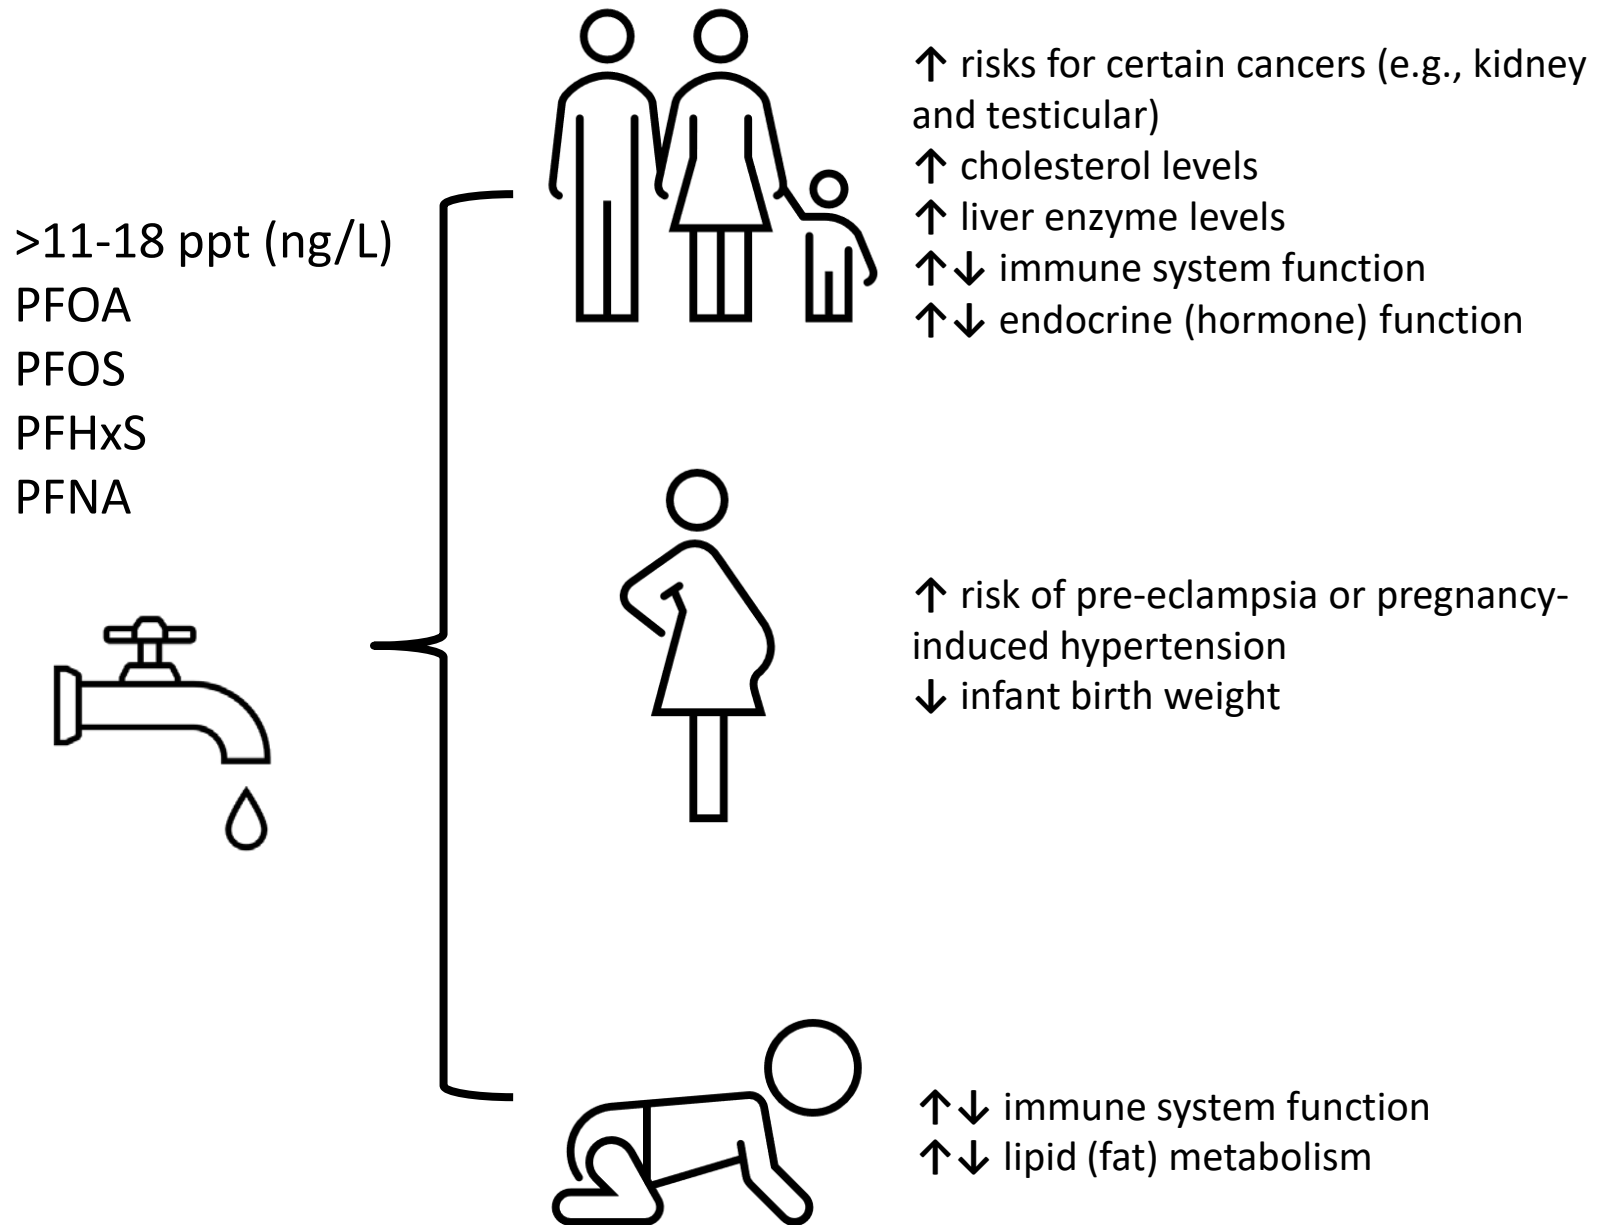 >11-18 ppt (ng/L)
PFOA
PFOS
PFHxS
PFNA
↑ risks for certain cancers (e.g., kidney
and testicular)
↑ cholesterol levels
↑ liver enzyme levels
↑↓ immune system function
↑↓ endocrine (hormone) function
↑ risk of pre-eclampsia or pregnancy-
induced hypertension
↓ infant birth weight
↑↓ immune system function
↑↓ lipid (fat) metabolism